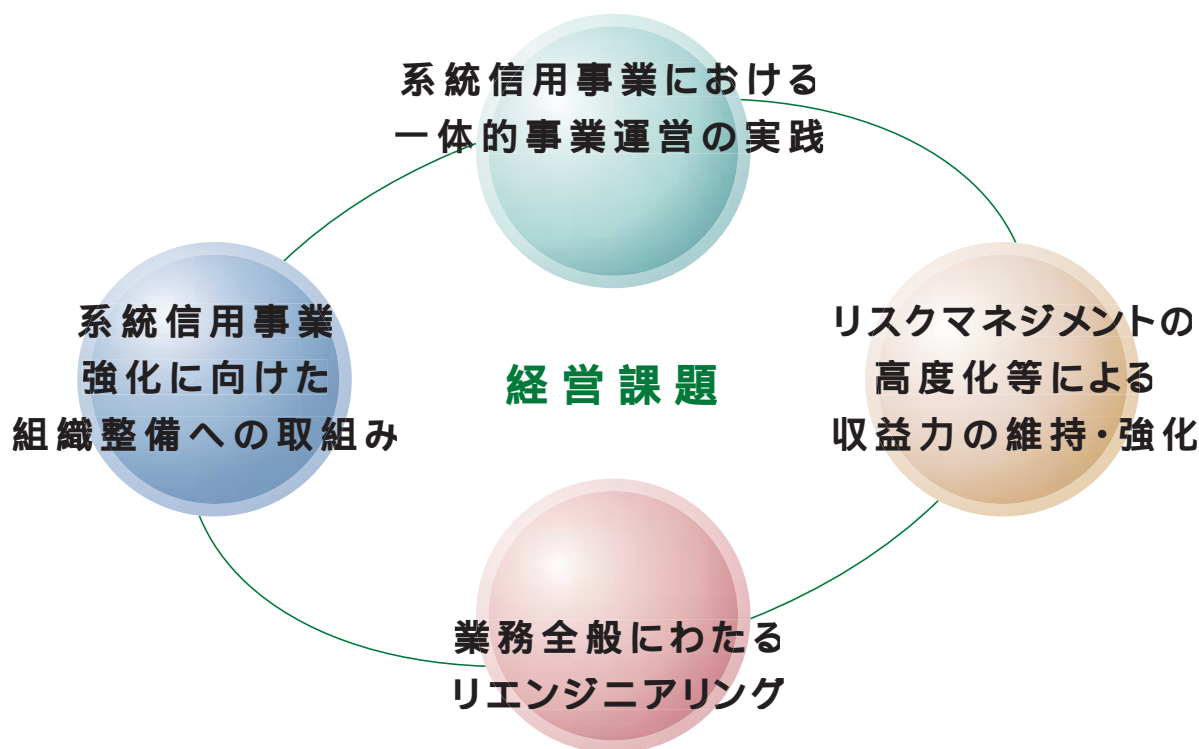 系統信用事業における
一体的事業運営の実践
系統信用事業
強化に向けた
組織整備への取組み
経営課題
リスクマネジメントの
高度化等による
収益力の維持・強化
業務全般にわたる
リエンジニアリング